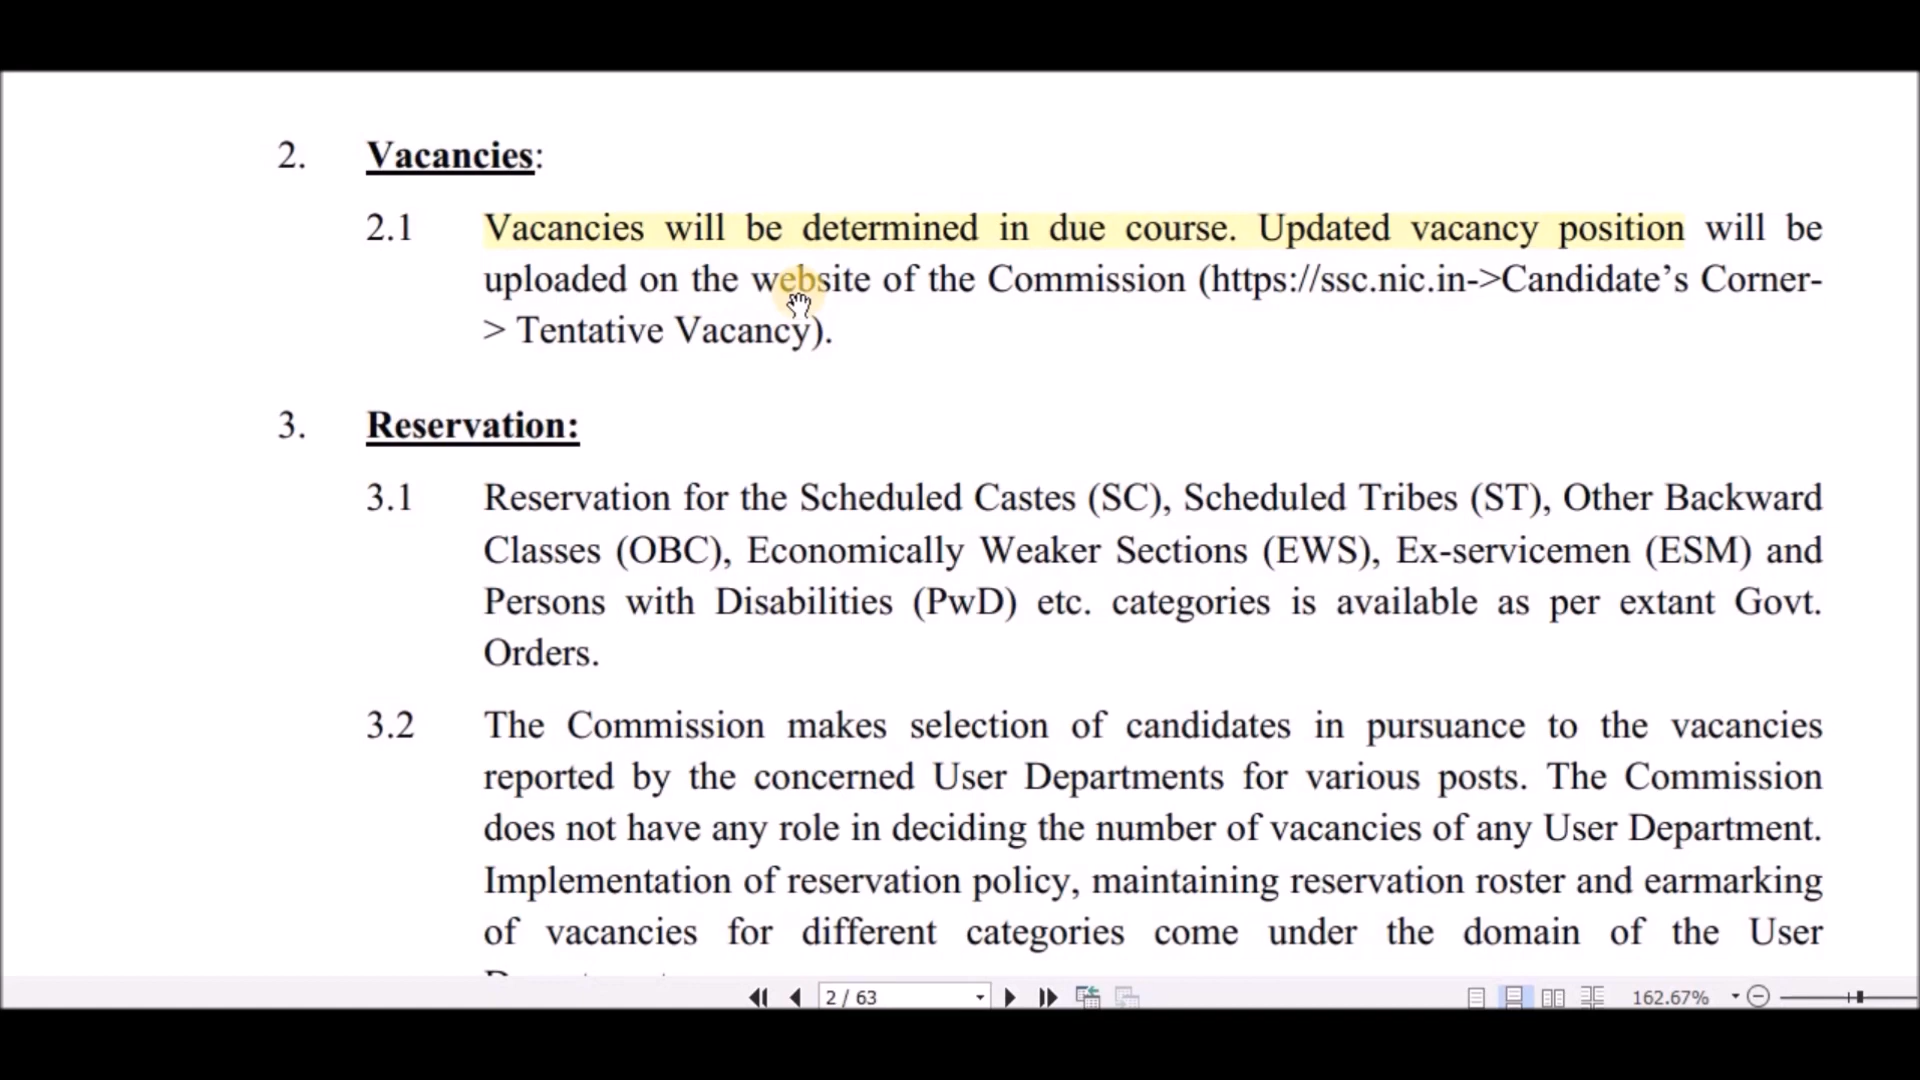 2. Vacancies:
2.1 Vacancies will be determined in due course. Updated vacancy position will be
uploaded on the website of the Commission (https://ssc.nic.in->Candidate’s Corner-
> Tentative Vacancy).
3. Reservation:
3.1 Reservation for the Scheduled Castes (SC), Scheduled Tribes (ST), Other Backward
Classes (OBC), Economically Weaker Sections (EWS), Ex-servicemen (ESM) and
Persons with Disabilities (PwD) etc. categories is available as per extant Govt.
Orders.
3.2 The Commission makes selection of candidates in pursuance to the vacancies
reported by the concerned User Departments for various posts. The Commission
does not have any role in deciding the number of vacancies of any User Department.
Implementation of reservation policy, maintaining reservation roster and earmarking
of vacancies for different categories come under the domain of the User
2 / 63
162.67%